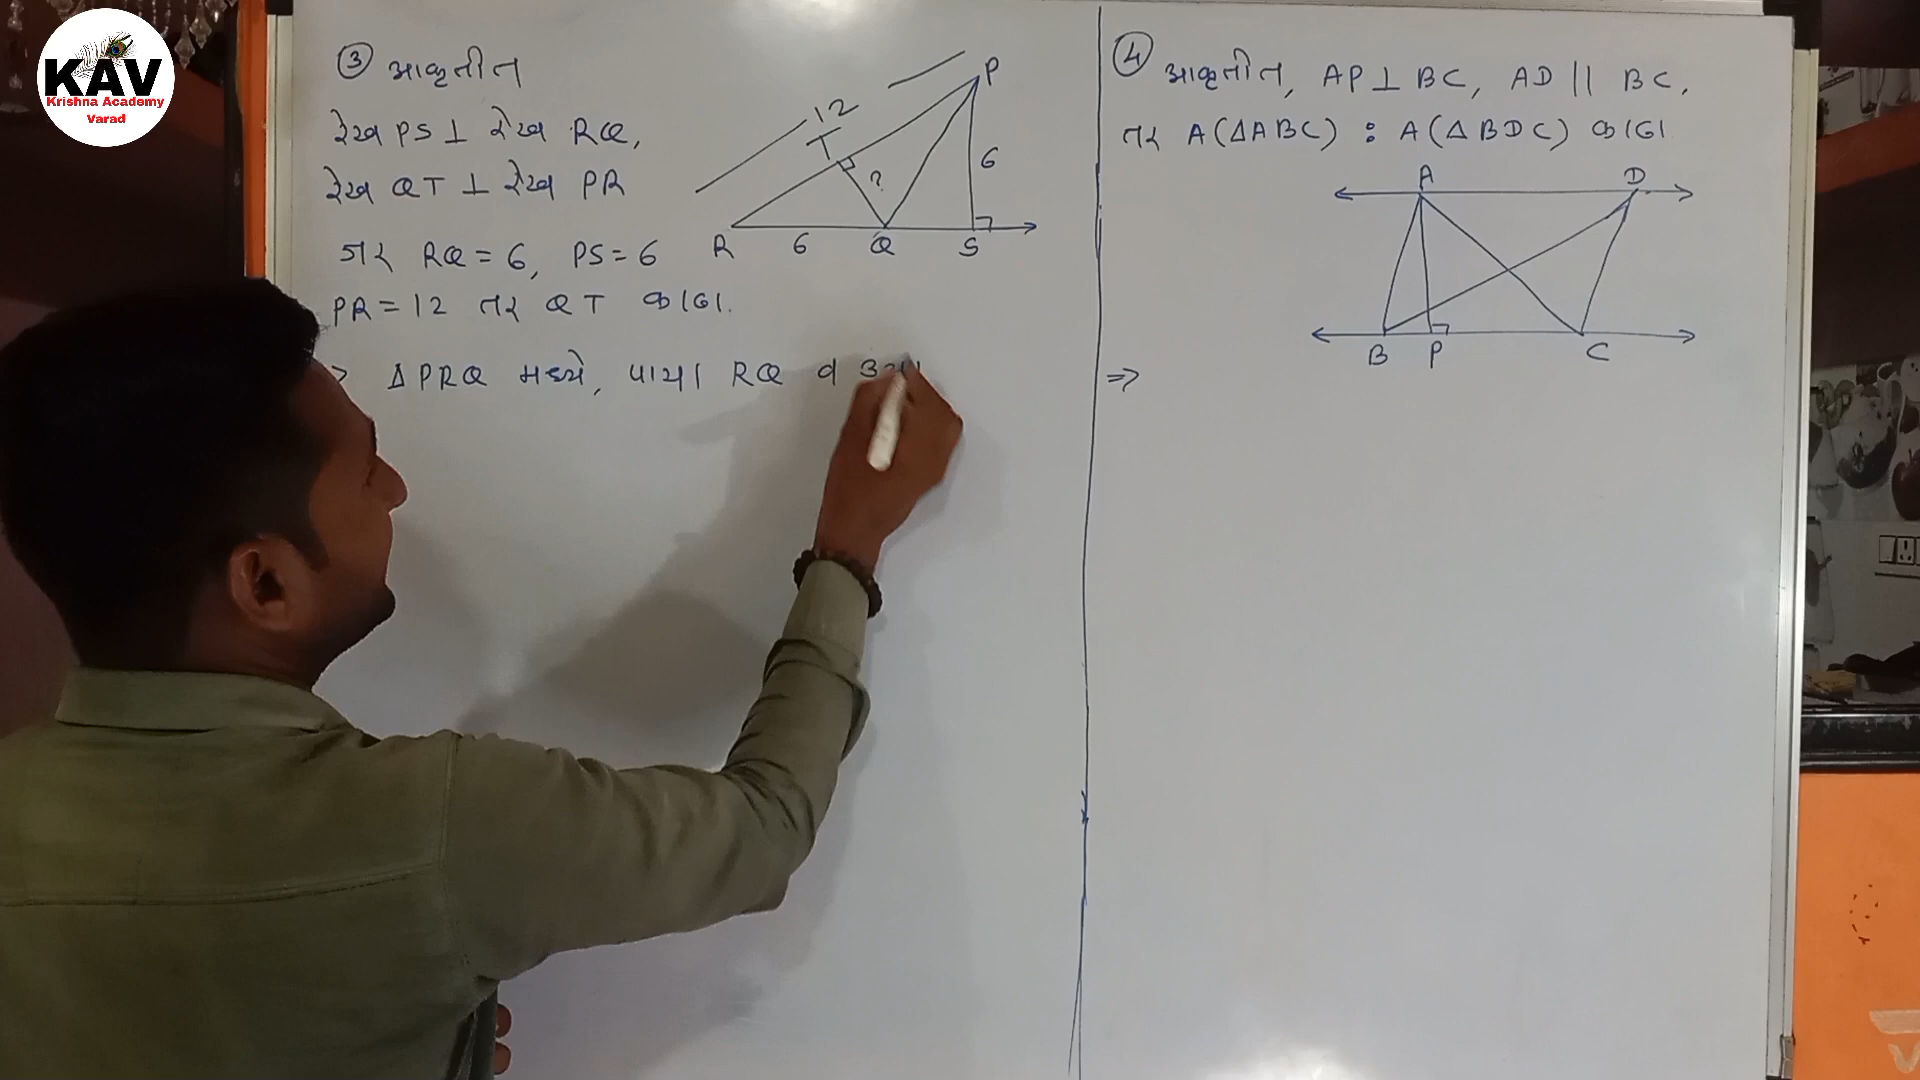 KAV
Krishna Academy
Varad
③ आकृतीत
रेख PS ⊥ रेख RQ,
रेख QT ⊥ रेख PR
जर RQ = 6, PS = 6
PR = 12 तर QT काढा.
⇒ ΔPRQ मध्ये, पाया RQ व
P
12
T
6
?
R 6 Q S
④ आकृतीत, AP ⊥ BC, AD || BC,
तर A(ΔABC) : A(ΔBDC) काढा
A D
B P C
⇒